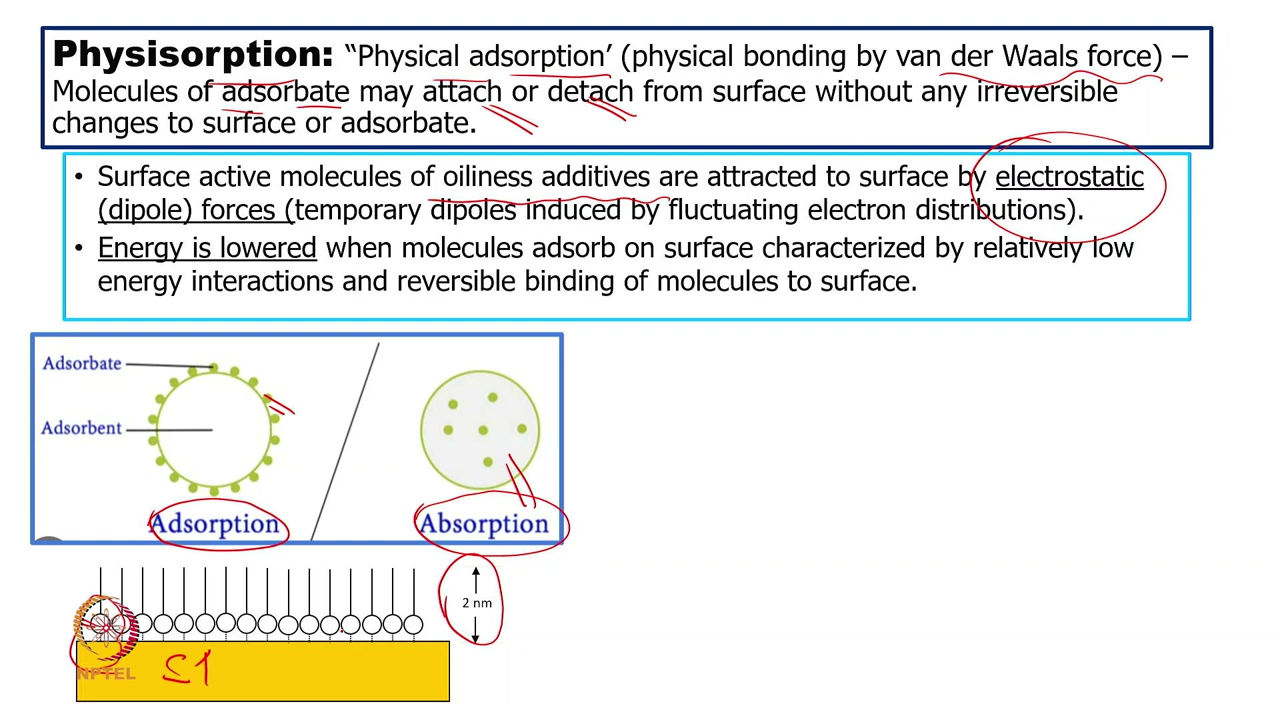 Physisorption: “Physical adsorption’ (physical bonding by van der Waals force) –
Molecules of adsorbate may attach or detach from surface without any irreversible
changes to surface or adsorbate.
• Surface active molecules of oiliness additives are attracted to surface by electrostatic
(dipole) forces (temporary dipoles induced by fluctuating electron distributions).
• Energy is lowered when molecules adsorb on surface characterized by relatively low
energy interactions and reversible binding of molecules to surface.
Adsorbate
Adsorbent
Adsorption
Absorption
2 nm
NPTEL